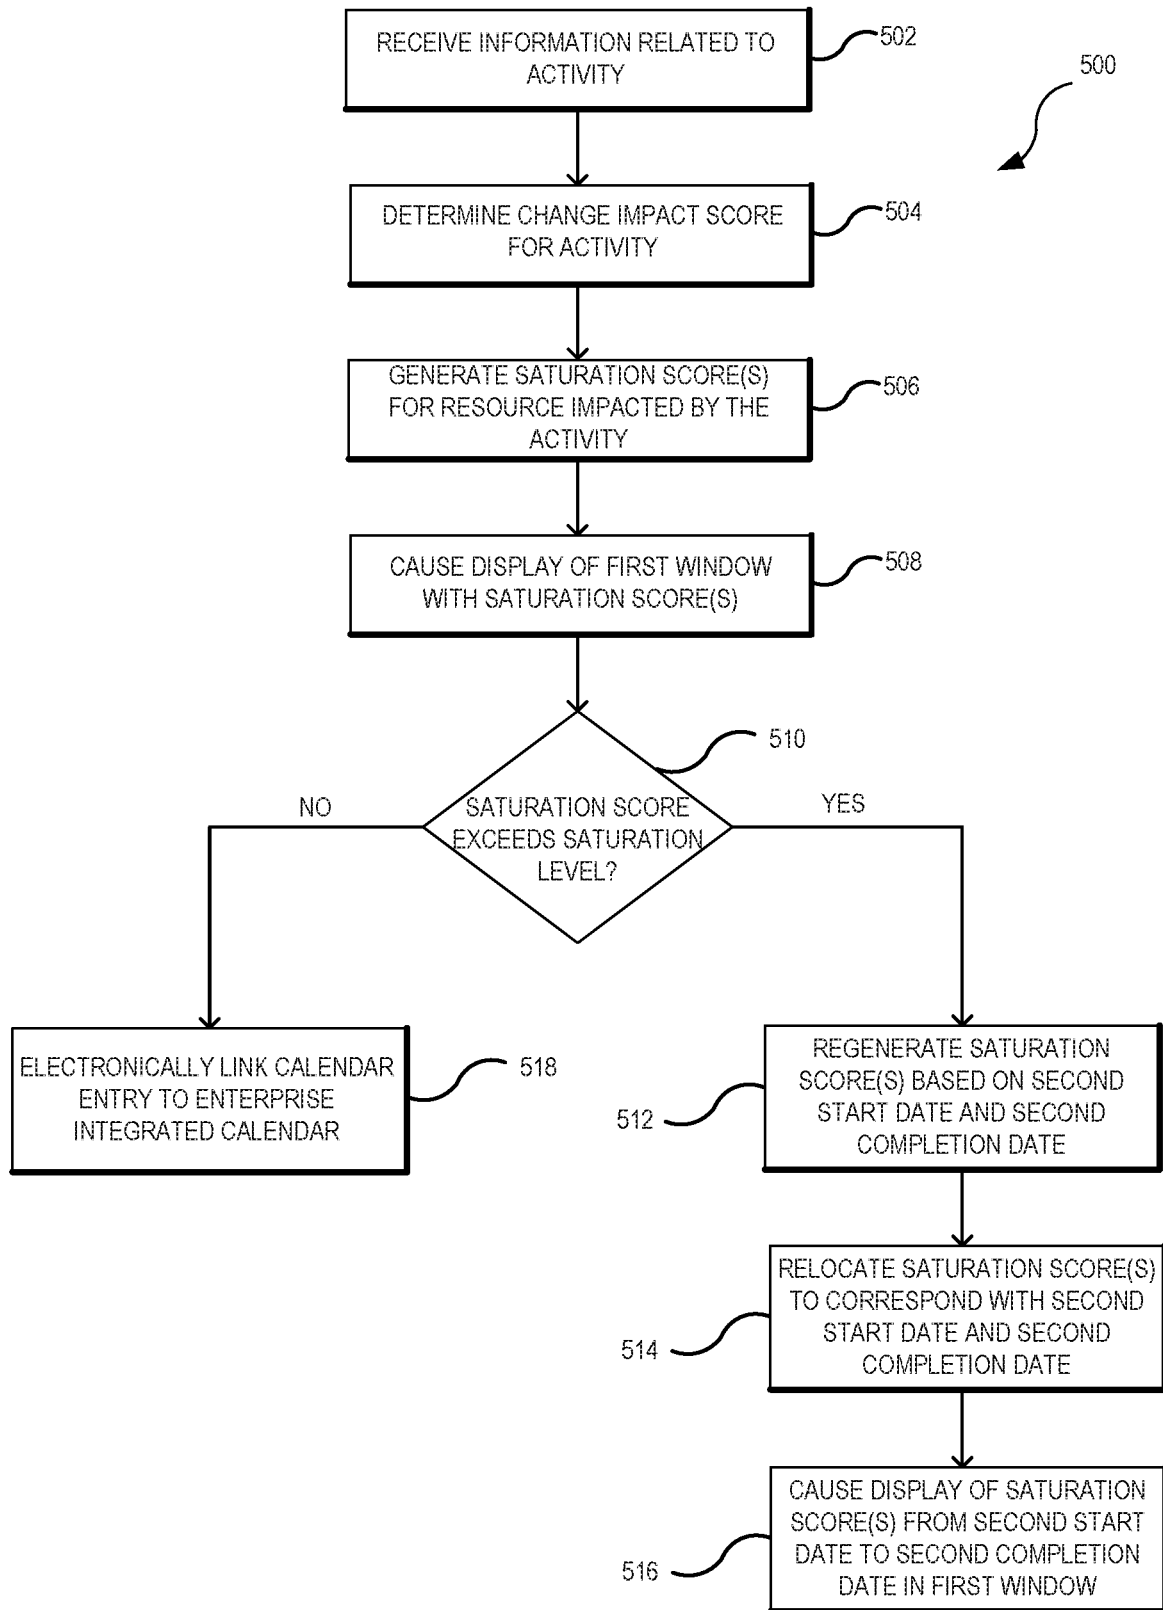 RECEIVE INFORMATION RELATED TO
ACTIVITY
502
500
DETERMINE CHANGE IMPACT SCORE
FOR ACTIVITY
504
GENERATE SATURATION SCORE(S)
FOR RESOURCE IMPACTED BY THE
ACTIVITY
506
CAUSE DISPLAY OF FIRST WINDOW
WITH SATURATION SCORE(S)
508
510
NO
YES
SATURATION SCORE
EXCEEDS SATURATION
LEVEL?
ELECTRONICALLY LINK CALENDAR
ENTRY TO ENTERPRISE
INTEGRATED CALENDAR
518
REGENERATE SATURATION
SCORE(S) BASED ON SECOND
START DATE AND SECOND
COMPLETION DATE
512
RELOCATE SATURATION SCORE(S)
TO CORRESPOND WITH SECOND
START DATE AND SECOND
COMPLETION DATE
514
CAUSE DISPLAY OF SATURATION
SCORE(S) FROM SECOND START
DATE TO SECOND COMPLETION
DATE IN FIRST WINDOW
516